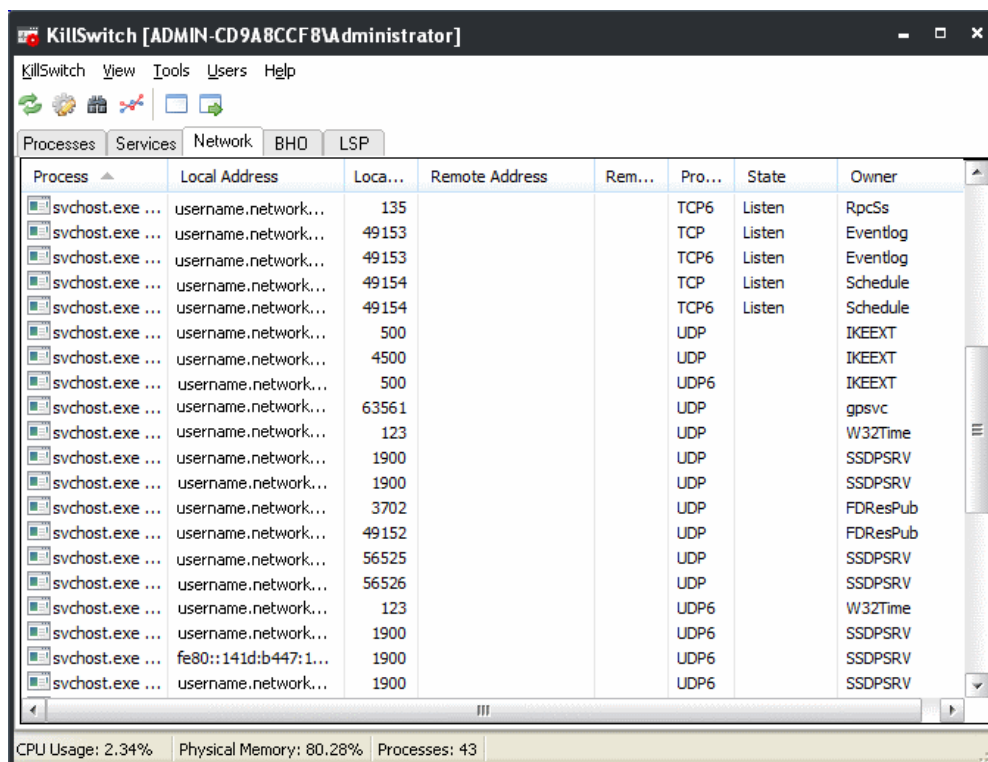 KillSwitch [ADMIN-CD9A8CCF8\Administrator]
KillSwitch View Tools Users Help
Processes Services Network BHO LSP
Process Local Address Loca... Remote Address Rem... Pro... State Owner
svchost.exe ... username.network... 135 TCP6 Listen RpcSs
svchost.exe ... username.network... 49153 TCP Listen Eventlog
svchost.exe ... username.network... 49153 TCP6 Listen Eventlog
svchost.exe ... username.network... 49154 TCP Listen Schedule
svchost.exe ... username.network... 49154 TCP6 Listen Schedule
svchost.exe ... username.network... 500 UDP IKEEXT
svchost.exe ... username.network... 4500 UDP IKEEXT
svchost.exe ... username.network... 500 UDP6 IKEEXT
svchost.exe ... username.network... 63561 UDP gpsvc
svchost.exe ... username.network... 123 UDP W32Time
svchost.exe ... username.network... 1900 UDP SSDPSRV
svchost.exe ... username.network... 1900 UDP SSDPSRV
svchost.exe ... username.network... 3702 UDP FDResPub
svchost.exe ... username.network... 49152 UDP FDResPub
svchost.exe ... username.network... 56525 UDP SSDPSRV
svchost.exe ... username.network... 56526 UDP SSDPSRV
svchost.exe ... username.network... 123 UDP6 W32Time
svchost.exe ... username.network... 1900 UDP6 SSDPSRV
svchost.exe ... fe80::141d:b447:1... 1900 UDP6 SSDPSRV
svchost.exe ... username.network... 1900 UDP6 SSDPSRV
CPU Usage: 2.34% Physical Memory: 80.28% Processes: 43